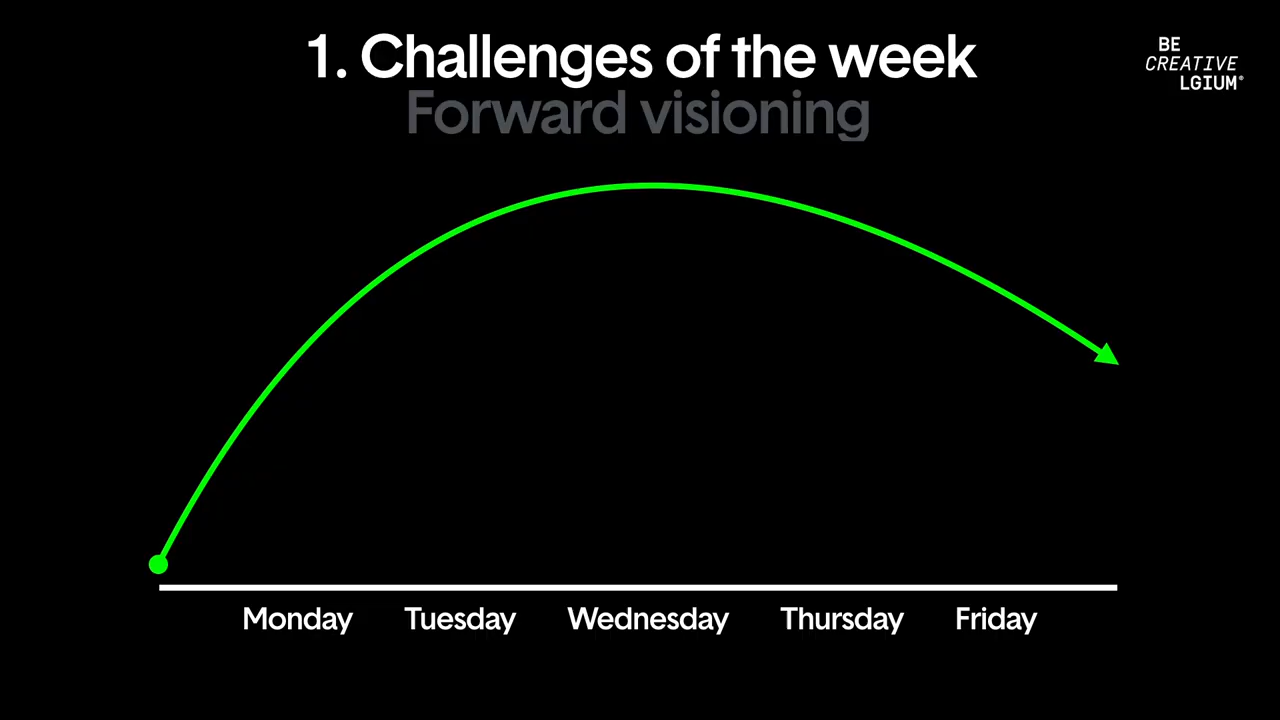 1. Challenges of the week
Forward visioning
BE
CREATIVE
LGIUM®
Monday Tuesday Wednesday Thursday Friday